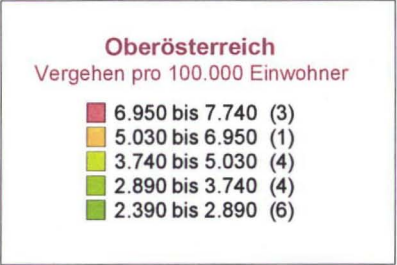 Oberösterreich
Vergehen pro 100.000 Einwohner
6.950 bis 7.740 (3)
5.030 bis 6.950 (1)
3.740 bis 5.030 (4)
2.890 bis 3.740 (4)
2.390 bis 2.890 (6)